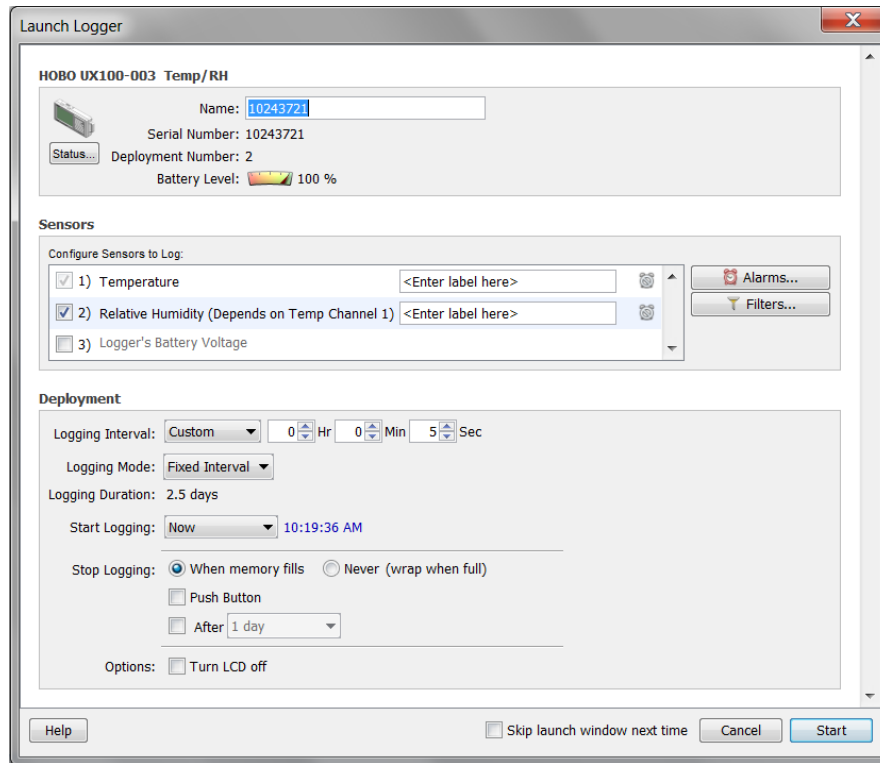 Launch Logger
HOBO UX100-003 Temp/RH
Name: 10243721
Serial Number: 10243721
Status... Deployment Number: 2
Battery Level: 100 %
Sensors
Configure Sensors to Log:
1) Temperature <Enter label here>
2) Relative Humidity (Depends on Temp Channel 1) <Enter label here>
3) Logger's Battery Voltage
Alarms...
Filters...
Deployment
Logging Interval: Custom 0 Hr 0 Min 5 Sec
Logging Mode: Fixed Interval
Logging Duration: 2.5 days
Start Logging: Now 10:19:36 AM
Stop Logging: When memory fills Never (wrap when full)
Push Button
After 1 day
Options: Turn LCD off
Help Skip launch window next time Cancel Start